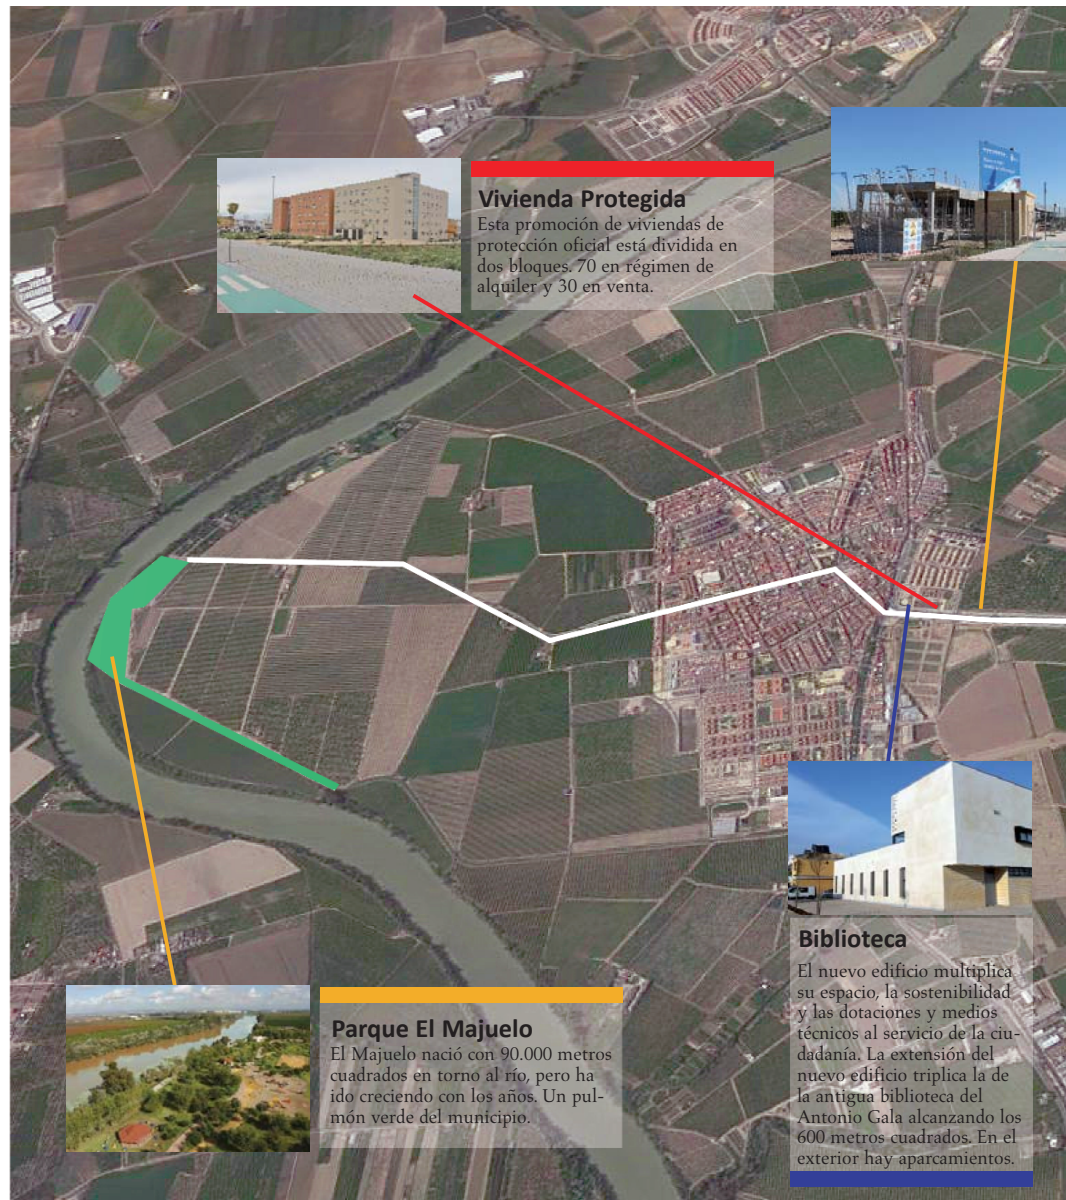 Vivienda Protegida
Esta promoción de viviendas de
protección oficial está dividida en
dos bloques. 70 en régimen de
alquiler y 30 en venta.
Biblioteca
El nuevo edificio multiplica
su espacio, la sostenibilidad
y las dotaciones y medios
técnicos al servicio de la ciu-
dadanía. La extensión del
nuevo edificio triplica la de
la antigua biblioteca del
Antonio Gala alcanzando los
600 metros cuadrados. En el
exterior hay aparcamientos.
Parque El Majuelo
El Majuelo nació con 90.000 metros
cuadrados en torno al río, pero ha
ido creciendo con los años. Un pul-
món verde del municipio.